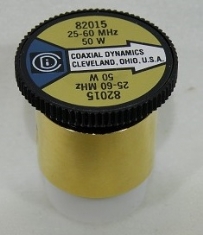 82015
25-60 MHz
50 W
COAXIAL DYNAMICS
CLEVELAND, OHIO, U.S.A.
50 W
25-60 MHz
82015